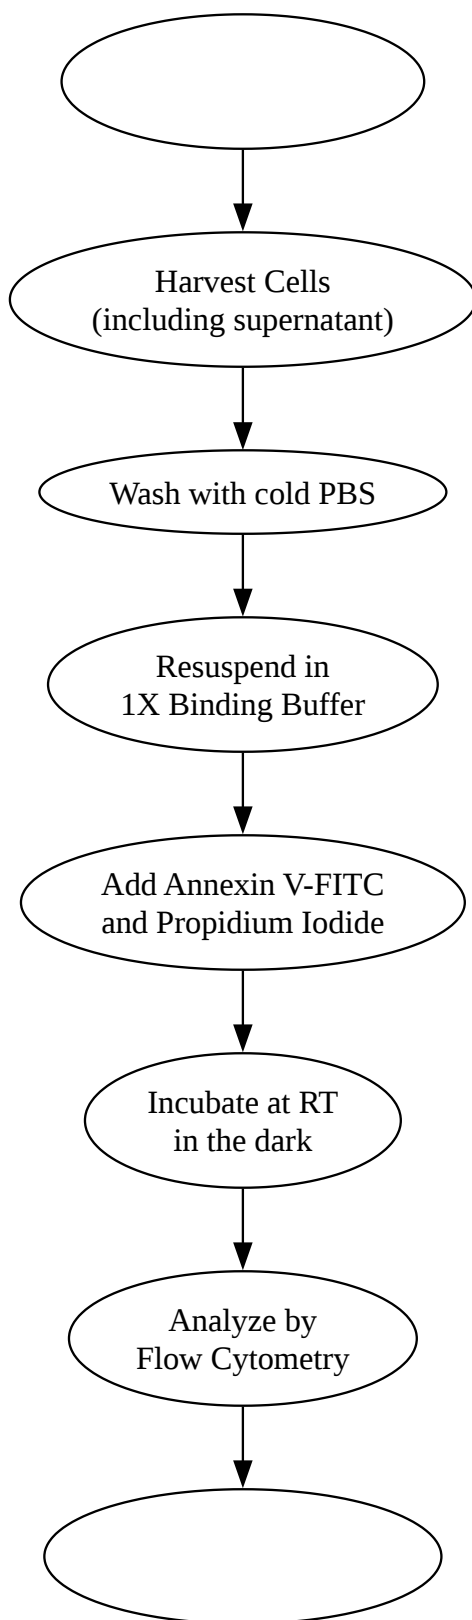 Harvest Cells
(including supernatant)
Wash with cold PBS
Resuspend in
1X Binding Buffer
Add Annexin V-FITC
and Propidium Iodide
Incubate at RT
in the dark
Analyze by
Flow Cytometry